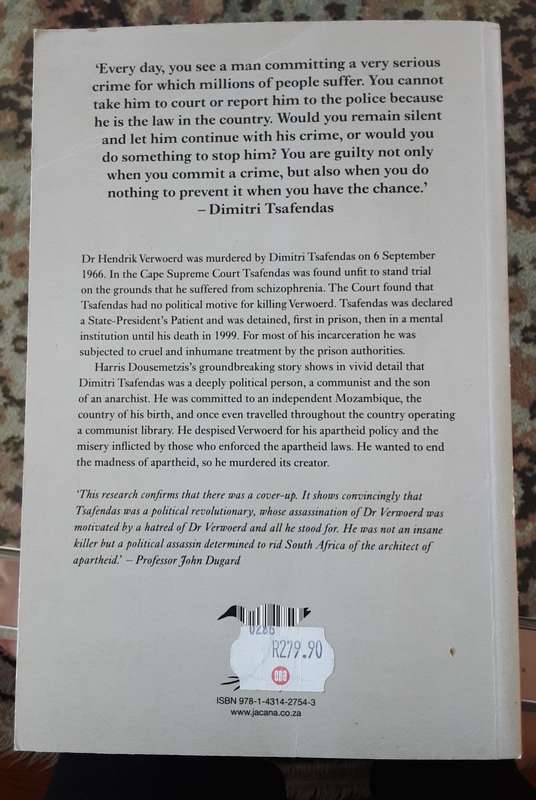 ‘Every day, you see a man committing a very serious
crime for which millions of people suffer. You cannot
take him to court or report him to the police because
he is the law in the country. Would you remain silent
and let him continue with his crime, or would you
do something to stop him? You are guilty not only
when you commit a crime, but also when you do
nothing to prevent it when you have the chance.’
– Dimitri Tsafendas
Dr Hendrik Verwoerd was murdered by Dimitri Tsafendas on 6 September
1966. In the Cape Supreme Court Tsafendas was found unfit to stand trial
on the grounds that he suffered from schizophrenia. The Court found that
Tsafendas had no political motive for killing Verwoerd. Tsafendas was declared
a State-President’s Patient and was detained, first in prison, then in a mental
institution until his death in 1999. For most of his incarceration he was
subjected to cruel and inhumane treatment by the prison authorities.
Harris Dousemetzis’s groundbreaking story shows in vivid detail that
Dimitri Tsafendas was a deeply political person, a communist and the son
of an anarchist. He was committed to an independent Mozambique, the
country of his birth, and once even travelled throughout the country operating
a communist library. He despised Verwoerd for his apartheid policy and the
misery inflicted by those who enforced the apartheid laws. He wanted to end
the madness of apartheid, so he murdered its creator.
‘This research confirms that there was a cover-up. It shows convincingly that
Tsafendas was a political revolutionary, whose assassination of Dr Verwoerd was
motivated by a hatred of Dr Verwoerd and all he stood for. He was not an insane
killer but a political assassin determined to rid South Africa of the architect of
apartheid.’ – Professor John Dugard
R279.90
cna
ISBN 978-1-4314-2754-3
www.jacana.co.za